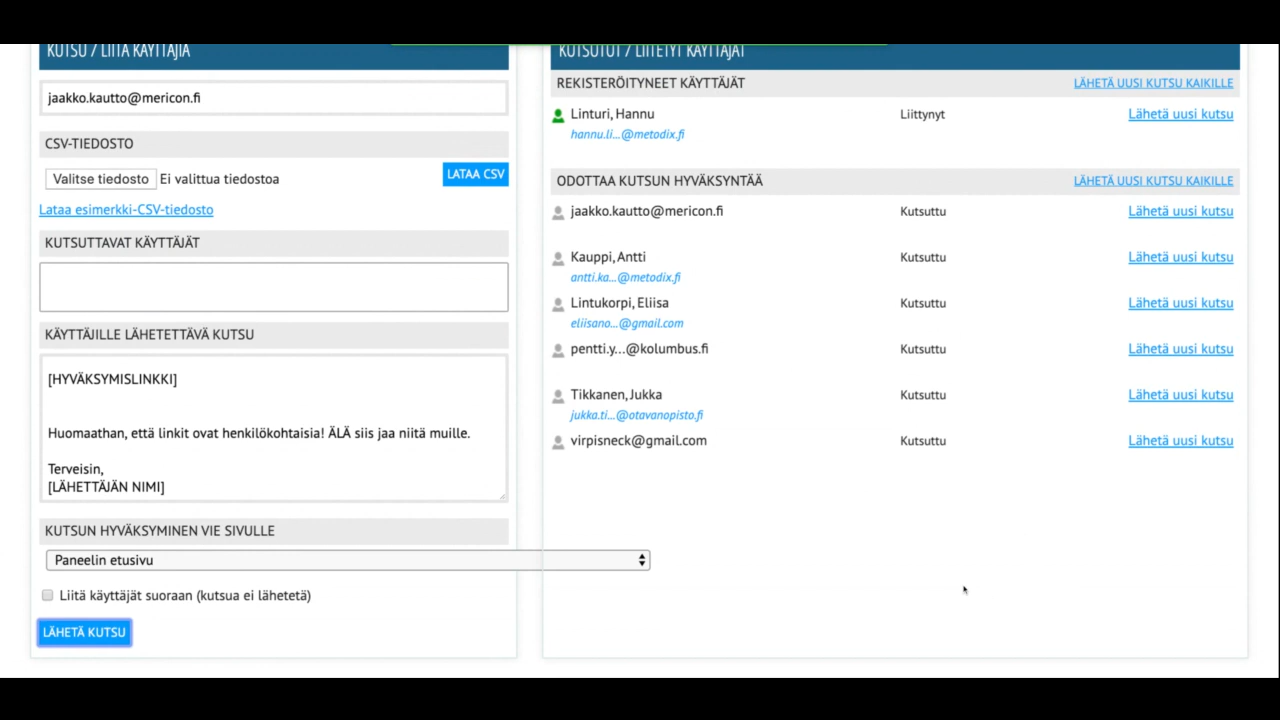 KUTSU / LIITÄ KÄYTTÄJIÄ
jaakko.kautto@mericon.fi
CSV-TIEDOSTO
Valitse tiedosto Ei valittua tiedostoa
LATAA CSV
Lataa esimerkki-CSV-tiedosto
KUTSUTTAVAT KÄYTTÄJÄT
KÄYTTÄJILLE LÄHETETTÄVÄ KUTSU
[HYVÄKSYMISLINKKI]
Huomaathan, että linkit ovat henkilökohtaisia! ÄLÄ siis jaa niitä muille.
Terveisin,
[LÄHETTÄJÄN NIMI]
KUTSUN HYVÄKSYMINEN VIE SIVULLE
Paneelin etusivu
Liitä käyttäjät suoraan (kutsua ei lähetetä)
LÄHETÄ KUTSU
KUTSUTUT / LIITETYT KÄYTTÄJÄT
REKISTERÖITYNEET KÄYTTÄJÄT LÄHETÄ UUSI KUTSU KAIKILLE
Linturi, Hannu Liittynyt Lähetä uusi kutsu
hannu.li...@metodix.fi
ODOTTAA KUTSUN HYVÄKSYNTÄÄ LÄHETÄ UUSI KUTSU KAIKILLE
jaakko.kautto@mericon.fi Kutsuttu Lähetä uusi kutsu
Kauppi, Antti Kutsuttu Lähetä uusi kutsu
antti.ka...@metodix.fi
Lintukorpi, Eliisa Kutsuttu Lähetä uusi kutsu
eliisano...@gmail.com
pentti.y...@kolumbus.fi Kutsuttu Lähetä uusi kutsu
Tikkanen, Jukka Kutsuttu Lähetä uusi kutsu
jukka.ti...@otavanopisto.fi
virpisneck@gmail.com Kutsuttu Lähetä uusi kutsu